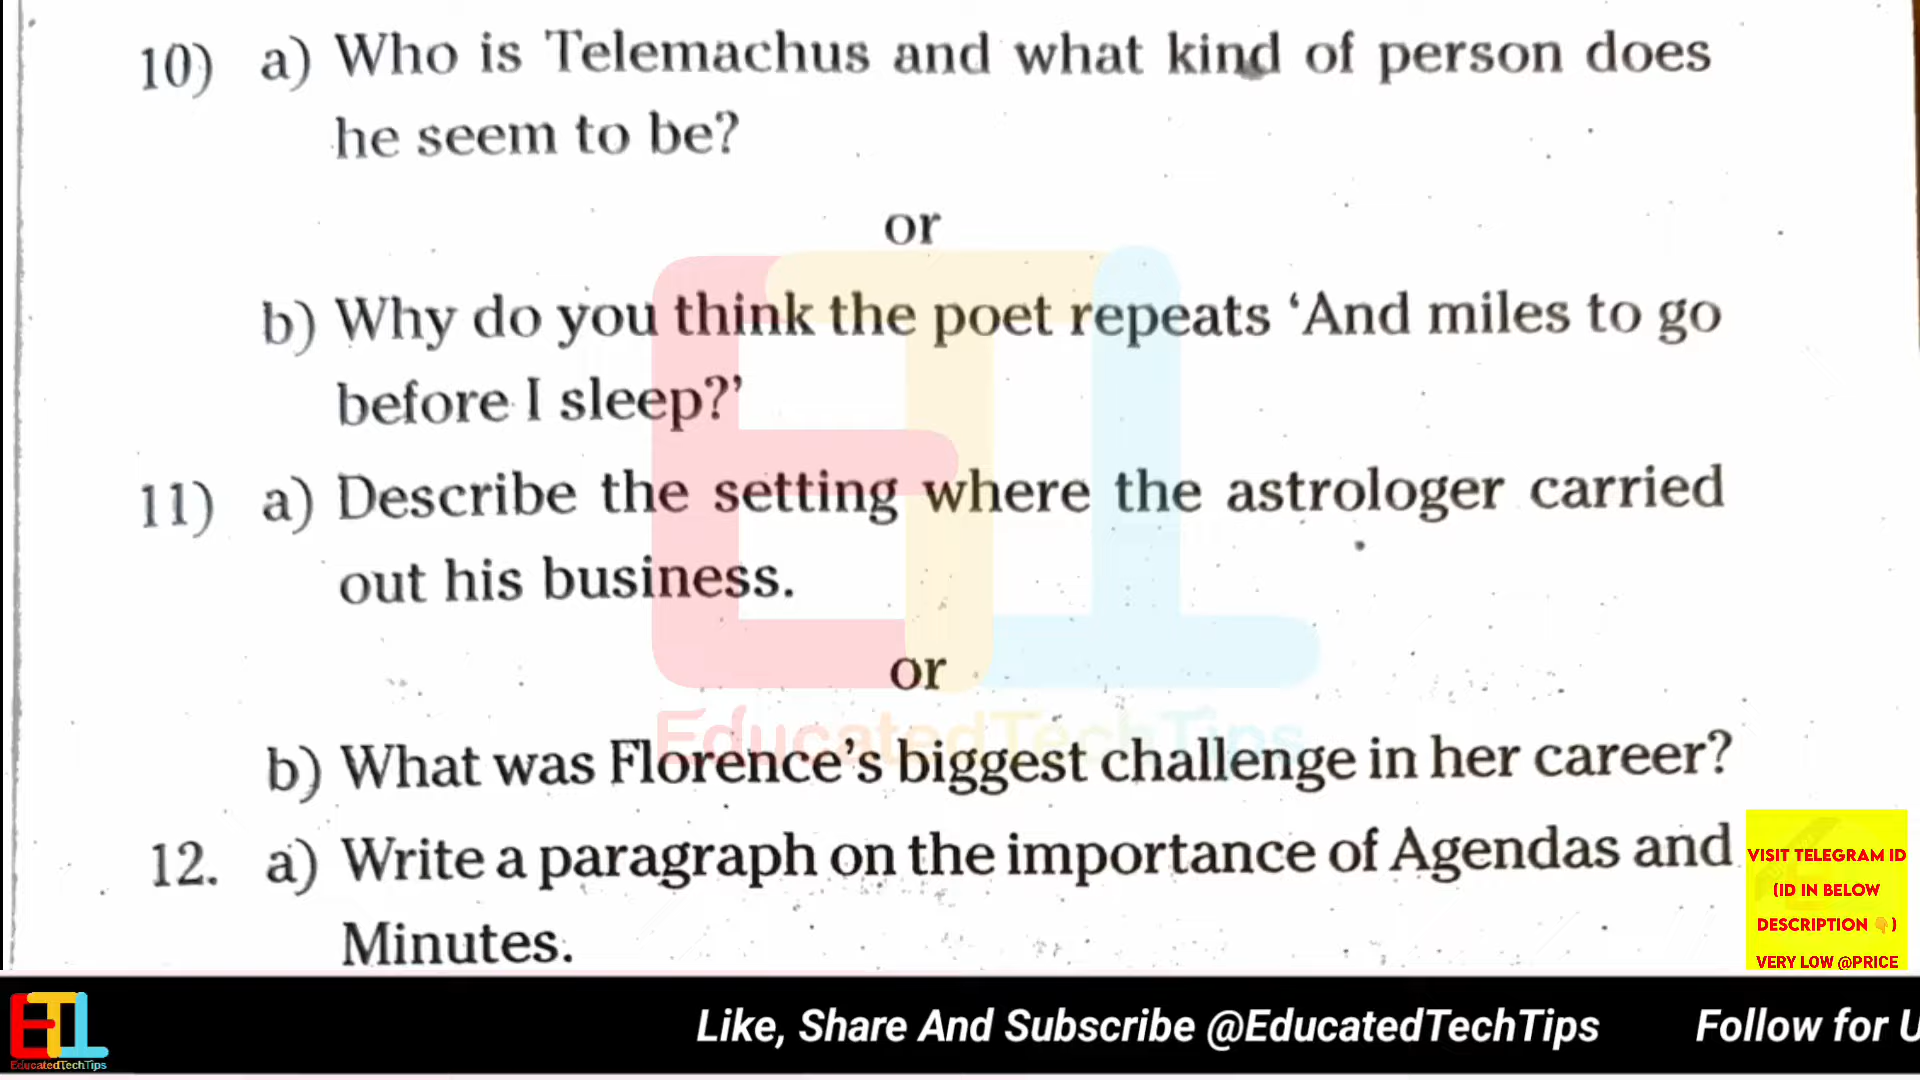 10) a) Who is Telemachus and what kind of person does
he seem to be?
or
b) Why do you think the poet repeats ‘And miles to go
before I sleep?’
11) a) Describe the setting where the astrologer carried
out his business.
or
EducatedTechTips
b) What was Florence’s biggest challenge in her career?
12. a) Write a paragraph on the importance of Agendas and
Minutes.
VISIT TELEGRAM ID
(ID IN BELOW
DESCRIPTION 👇)
VERY LOW @PRICE
ETL
EducatedTechTips
Like, Share And Subscribe @EducatedTechTips Follow for U